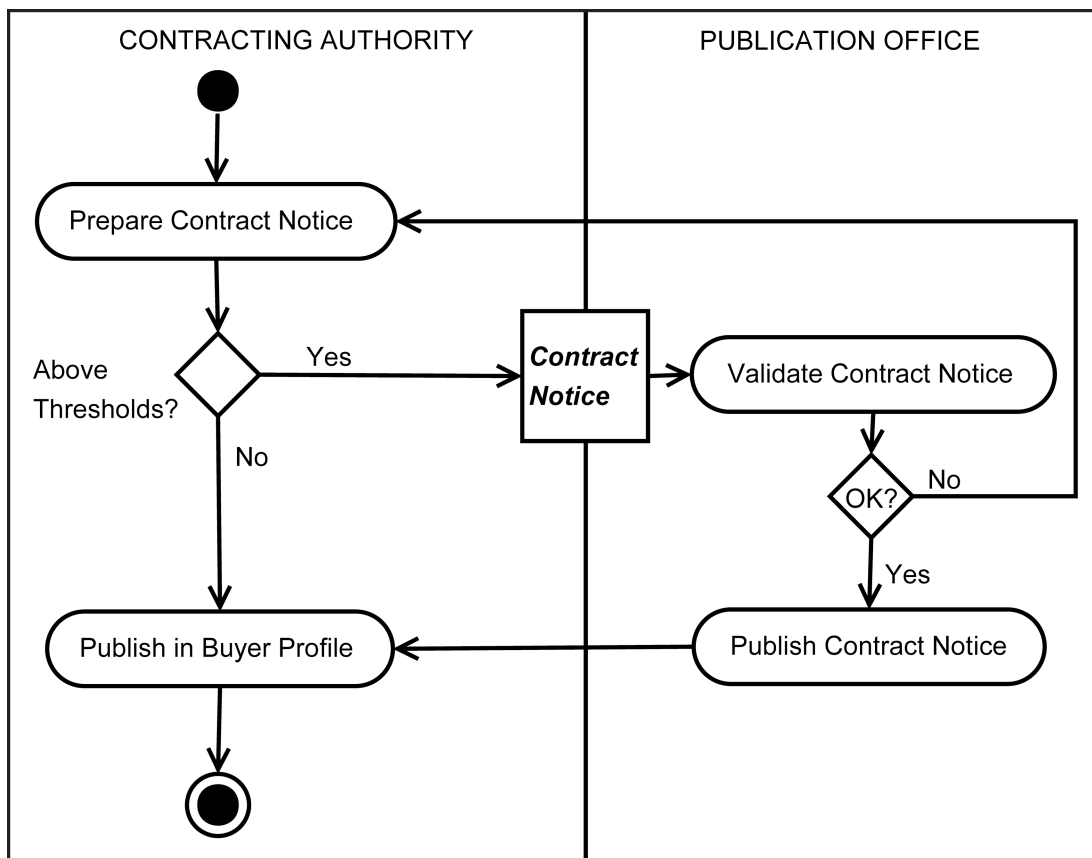 CONTRACTING AUTHORITY
PUBLICATION OFFICE
Prepare Contract Notice
Above
Thresholds?
Yes
Contract
Notice
Validate Contract Notice
No
OK?
No
Yes
Publish in Buyer Profile
Publish Contract Notice